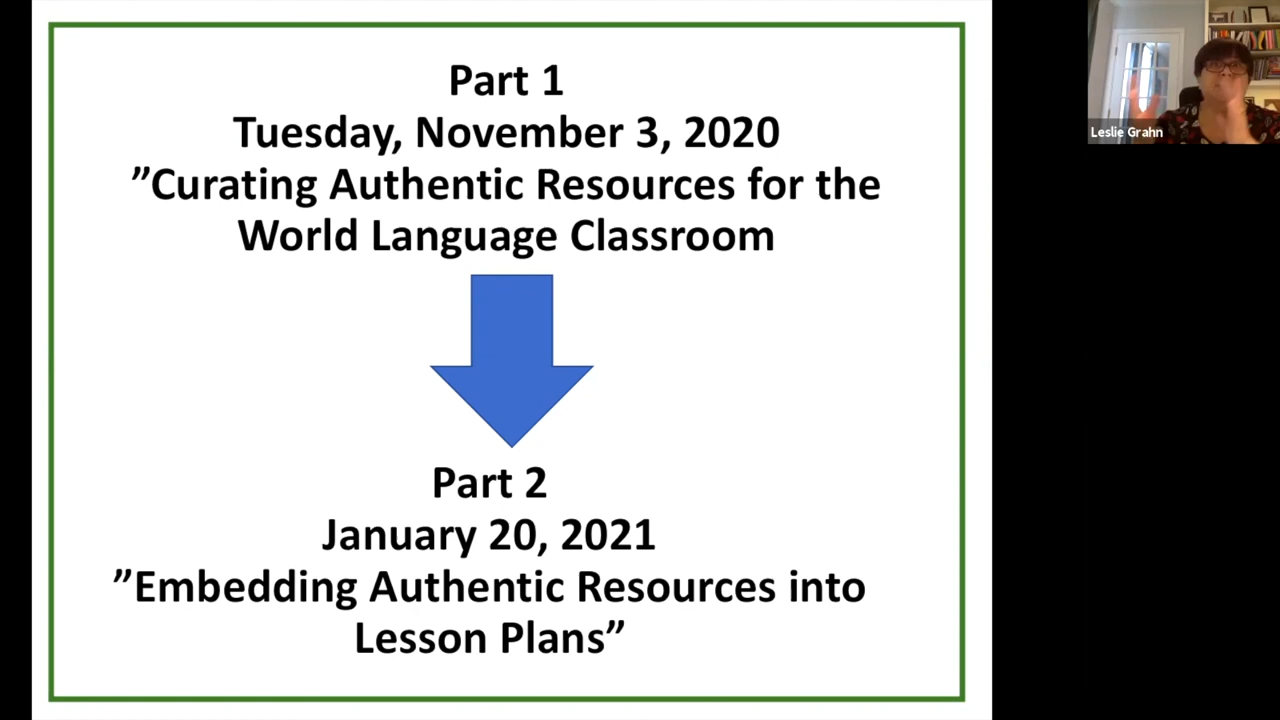 Part 1
Tuesday, November 3, 2020
”Curating Authentic Resources for the
World Language Classroom
Part 2
January 20, 2021
”Embedding Authentic Resources into
Lesson Plans”
Leslie Grahn